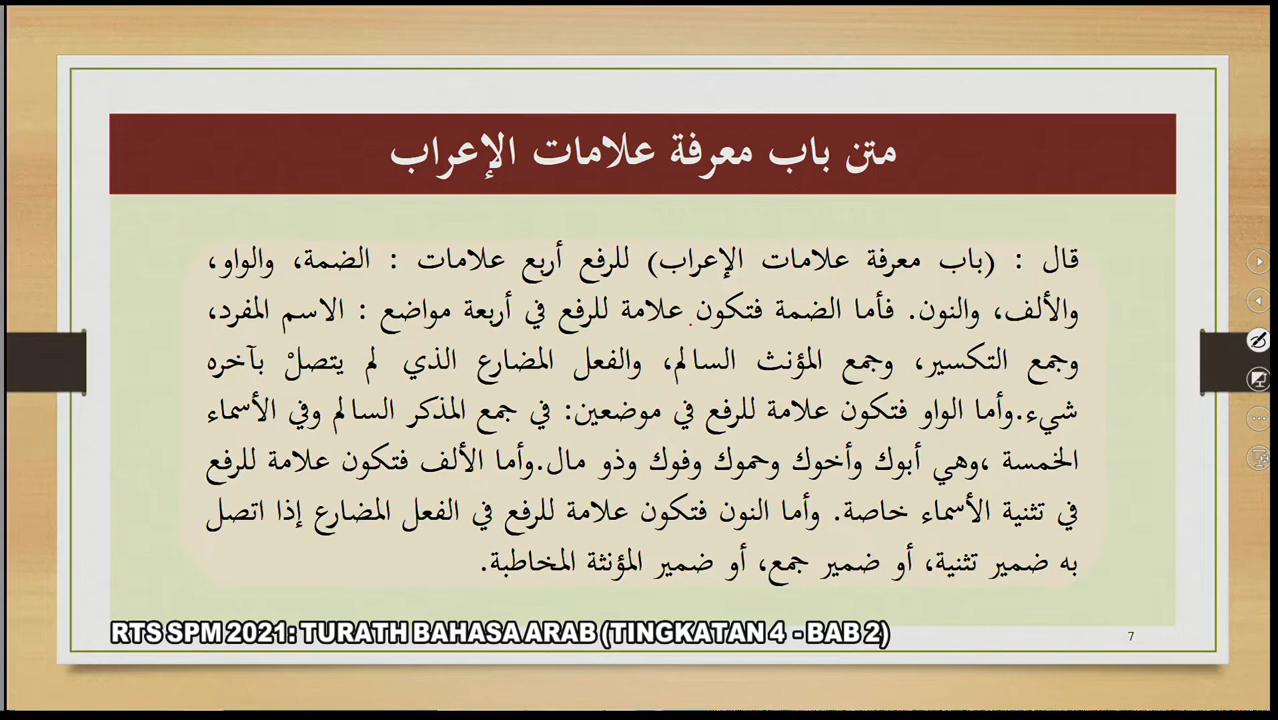 متن باب معرفة علامات الإعراب
قال : (باب معرفة علامات الإعراب) للرفع أربع علامات : الضمة، والواو،
والألف، والنون. فأما الضمة فتكون علامة للرفع في أربعة مواضع : الاسم المفرد،
وجمع التكسير، وجمع المؤنث السالم، والفعل المضارع الذي لم يتصلْ بآخره
شيء.وأما الواو فتكون علامة للرفع في موضعين: في جمع المذكر السالم وفي الأسماء
الخمسة ،وهي أبوك وأخوك وحموك وفوك وذو مال.وأما الألف فتكون علامة للرفع
في تثنية الأسماء خاصة. وأما النون فتكون علامة للرفع في الفعل المضارع إذا اتصل
به ضمير تثنية، أو ضمير جمع، أو ضمير المؤنثة المخاطبة.
RTS SPM 2021: TURATH BAHASA ARAB (TINGKATAN 4 - BAB 2)
7